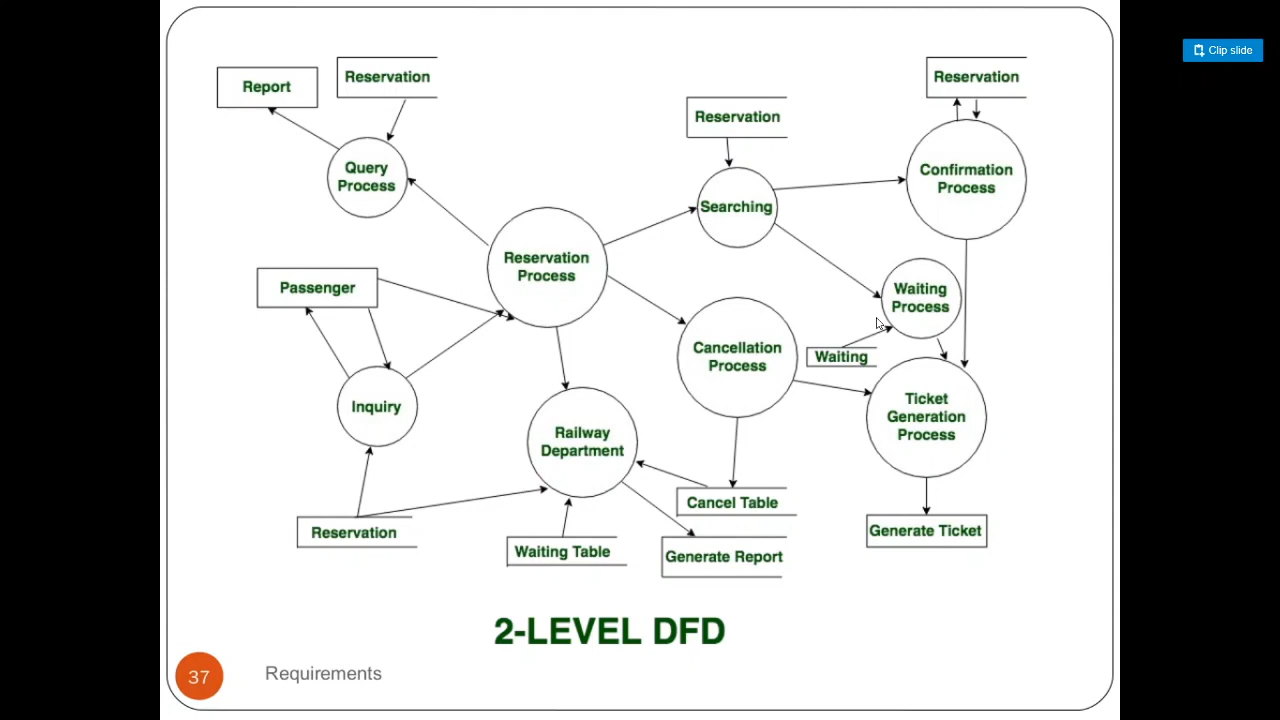 Clip slide
Report
Reservation
Reservation
Reservation
Query
Process
Searching
Confirmation
Process
Reservation
Process
Passenger
Waiting
Process
Cancellation
Process
Waiting
Inquiry
Railway
Department
Ticket
Generation
Process
Reservation
Waiting Table
Cancel Table
Generate Report
Generate Ticket
2-LEVEL DFD
37
Requirements